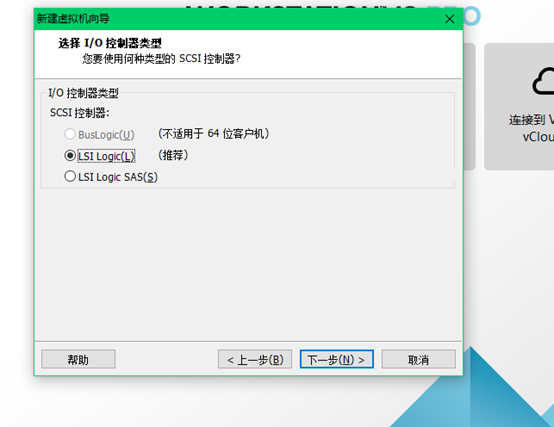 PRO
新建虚拟机向导
选择 I/O 控制器类型
您要使用何种类型的 SCSI 控制器?
I/O 控制器类型
SCSI 控制器:
BusLogic(U) (不适用于 64 位客户机)
LSI Logic(L) (推荐)
LSI Logic SAS(S)
连接到 V
vClou
帮助
< 上一步(B)
下一步(N) >
取消